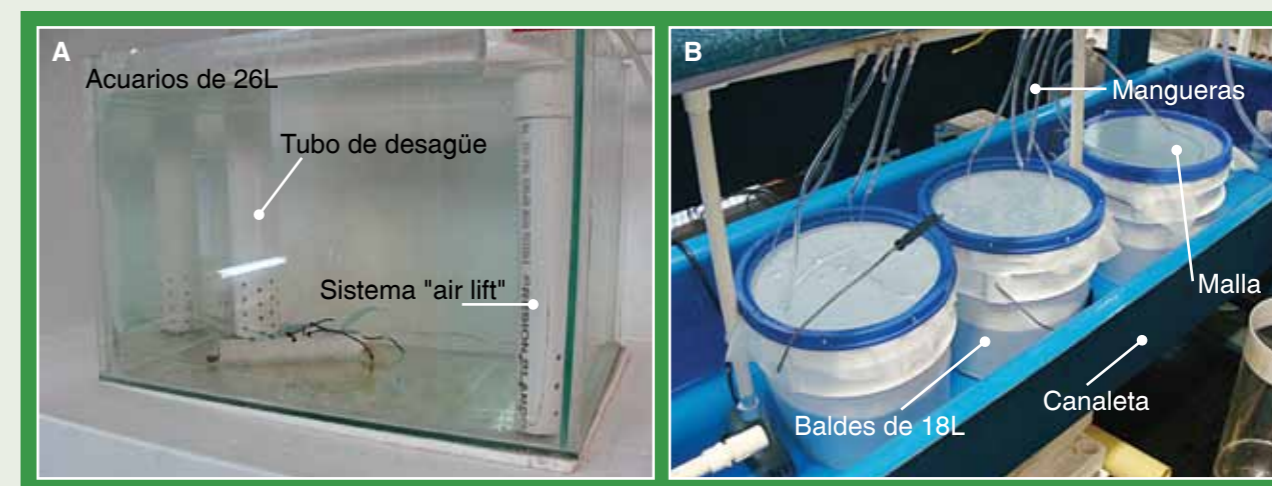 A
Acuarios de 26L
Tubo de desagüe
Sistema "air lift"
B
Mangueras
Malla
Canaleta
Baldes de 18L